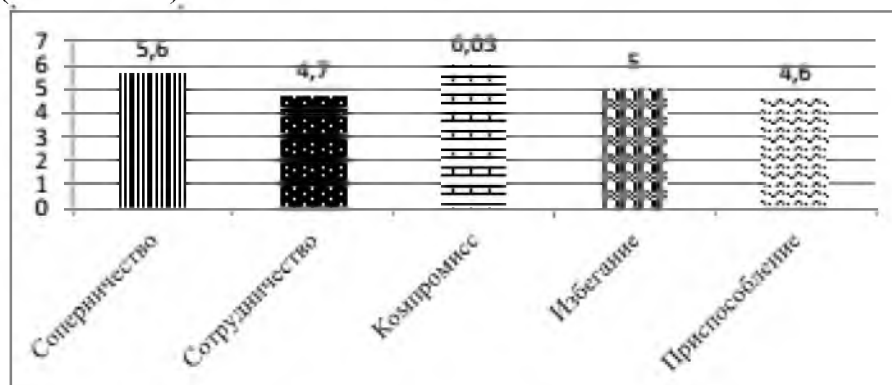 7
6
5
4
3
2
1
0
5,6
4,7
6,03
5
4,6
Соперничество
Сотрудничество
Компромисс
Избегание
Приспособление